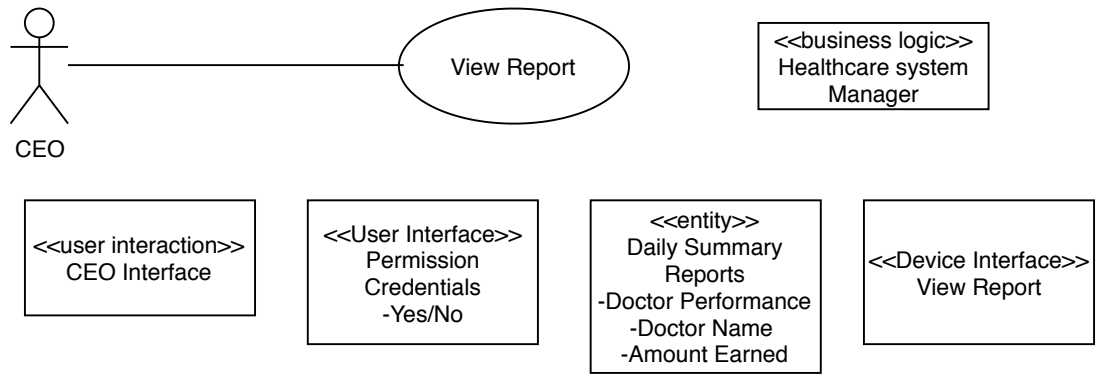 View Report
<<business logic>>
Healthcare system
Manager
CEO
<<user interaction>>
CEO Interface
<<User Interface>>
Permission
Credentials
-Yes/No
<<entity>>
Daily Summary
Reports
-Doctor Performance
-Doctor Name
-Amount Earned
<<Device Interface>>
View Report